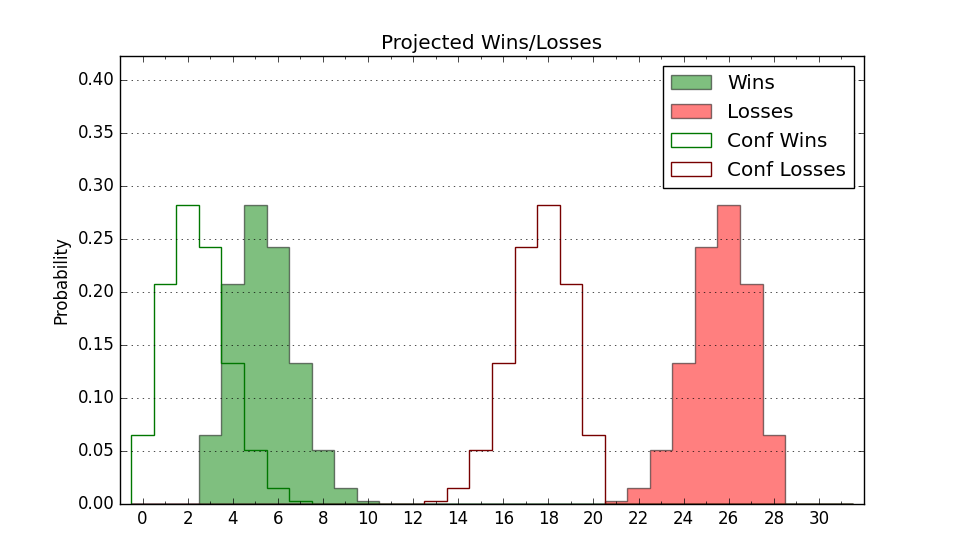 Projected Wins/Losses
0.40
0.35
0.30
0.25
0.20
0.15
0.10
0.05
0.00
Probability
Wins
Losses
Conf Wins
Conf Losses
0 2 4 6 8 10 12 14 16 18 20 22 24 26 28 30